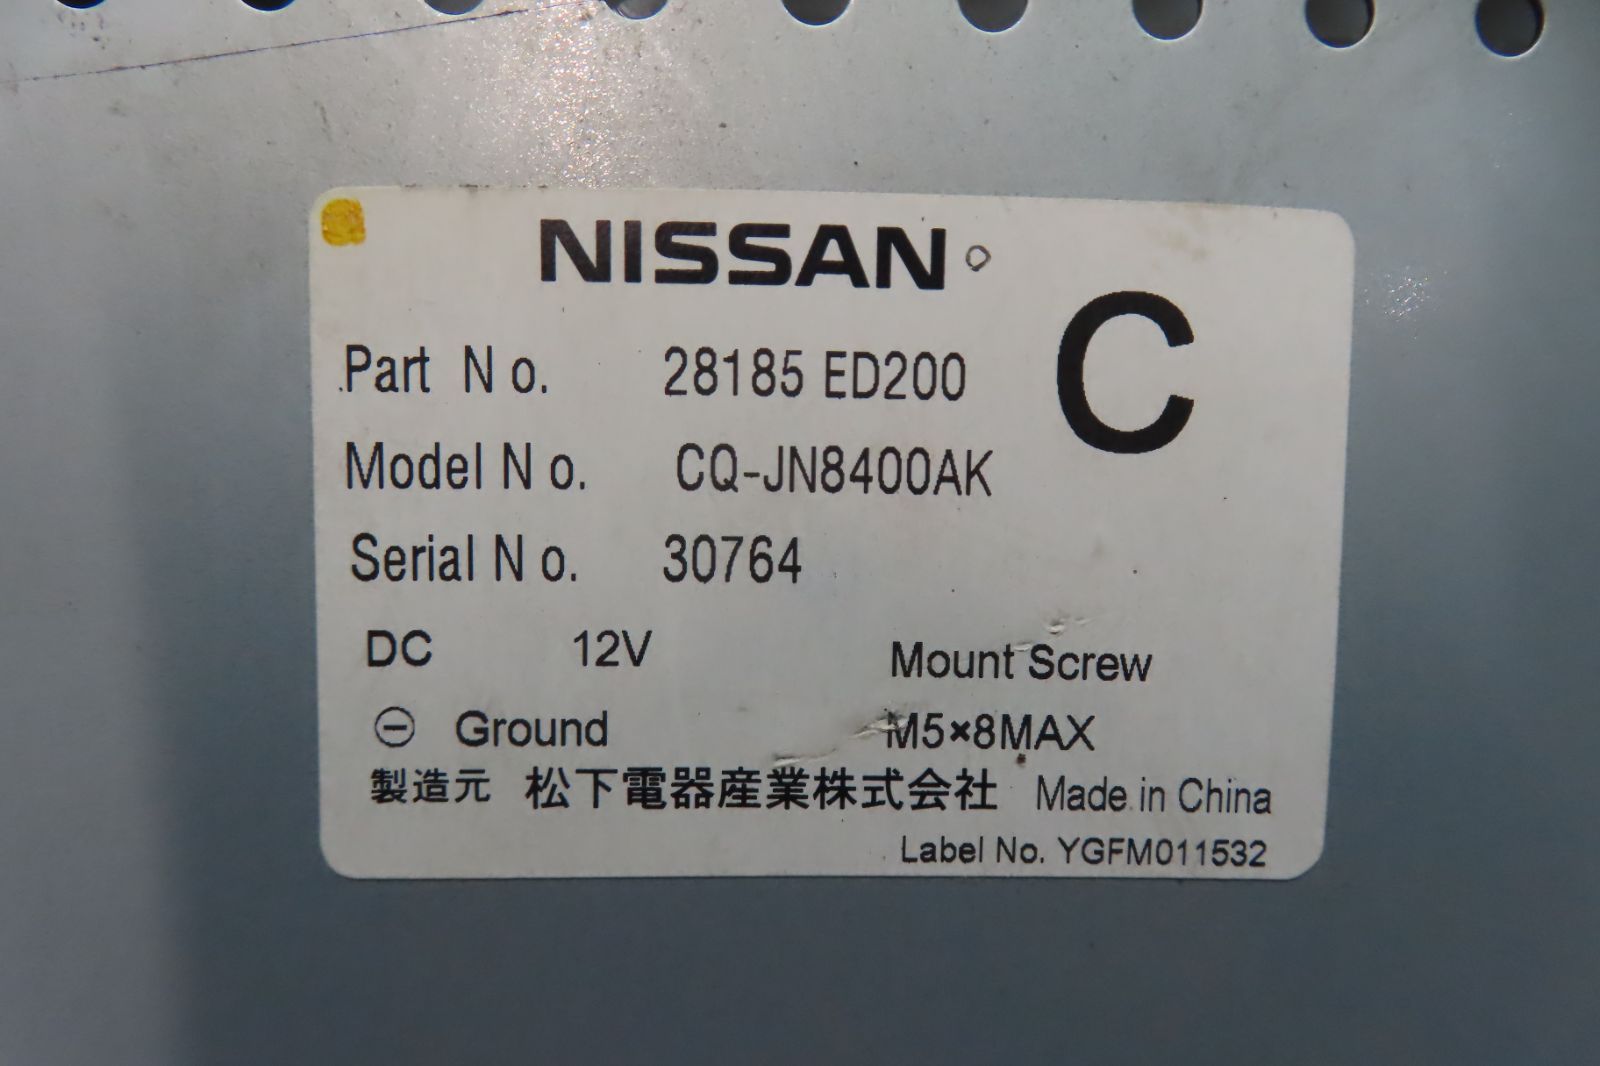 NISSAN
C
Part No. 28185 ED200
Model No. CQ-JN8400AK
Serial No. 30764
DC 12V
Mount Screw
⊖ Ground
M5×8MAX
製造元 松下電器産業株式会社 Made in China
Label No. YGFM011532